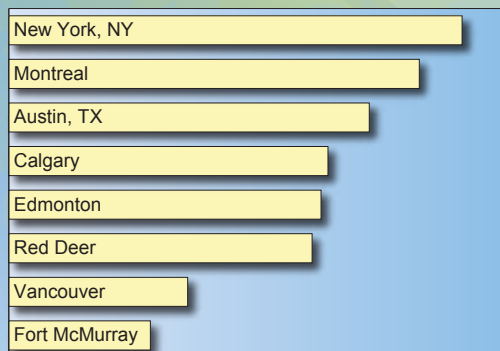 New York, NY
Montreal
Austin, TX
Calgary
Edmonton
Red Deer
Vancouver
Fort McMurray